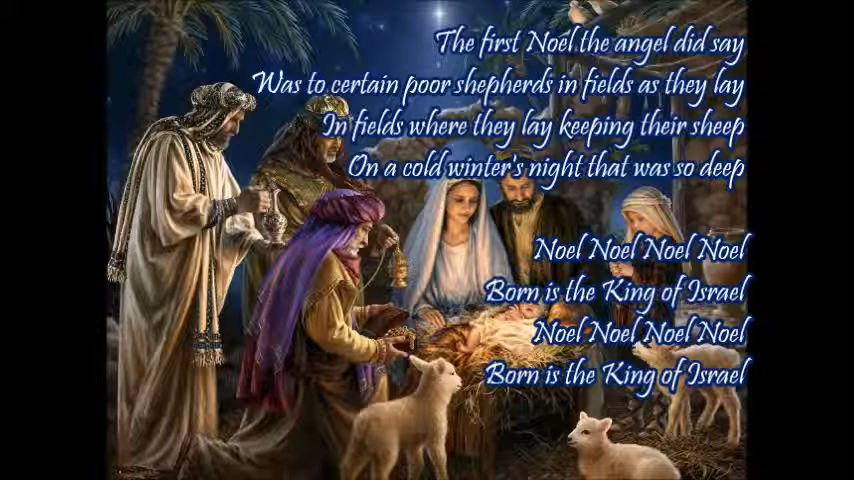 The first Noel the angel did say
Was to certain poor shepherds in fields as they lay
In fields where they lay keeping their sheep
On a cold winter's night that was so deep
Noel Noel Noel Noel
Born is the King of Israel
Noel Noel Noel Noel
Born is the King of Israel